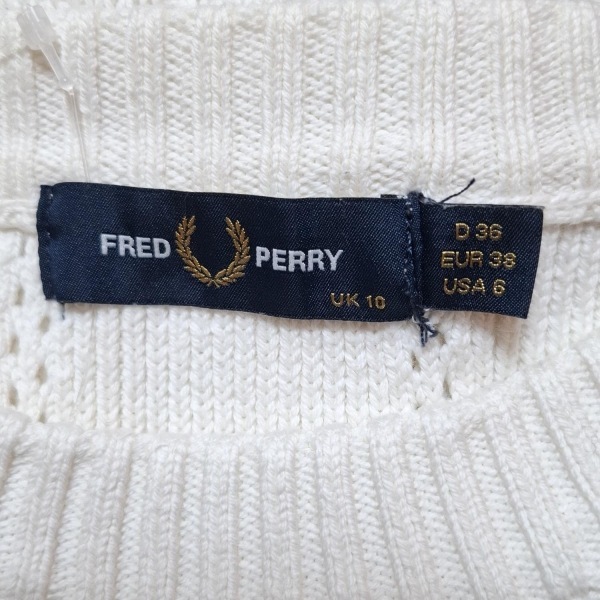 FRED PERRY
UK 10
D 36
EUR 38
USA 6